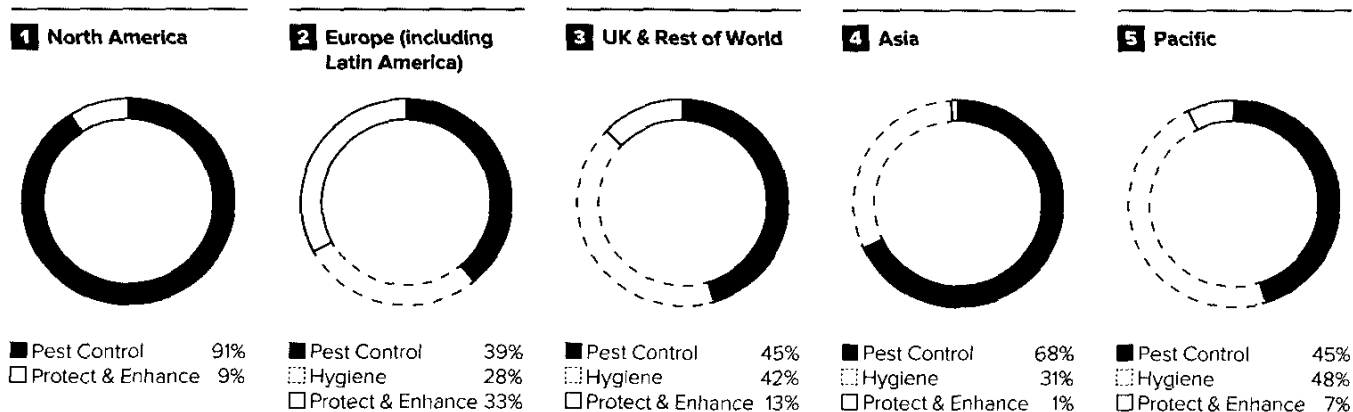 1 North America
Pest Control 91%
Protect & Enhance 9%
2 Europe (including
Latin America)
Pest Control 39%
Hygiene 28%
Protect & Enhance 33%
3 UK & Rest of World
Pest Control 45%
Hygiene 42%
Protect & Enhance 13%
4 Asia
Pest Control 68%
Hygiene 31%
Protect & Enhance 1%
5 Pacific
Pest Control 45%
Hygiene 48%
Protect & Enhance 7%